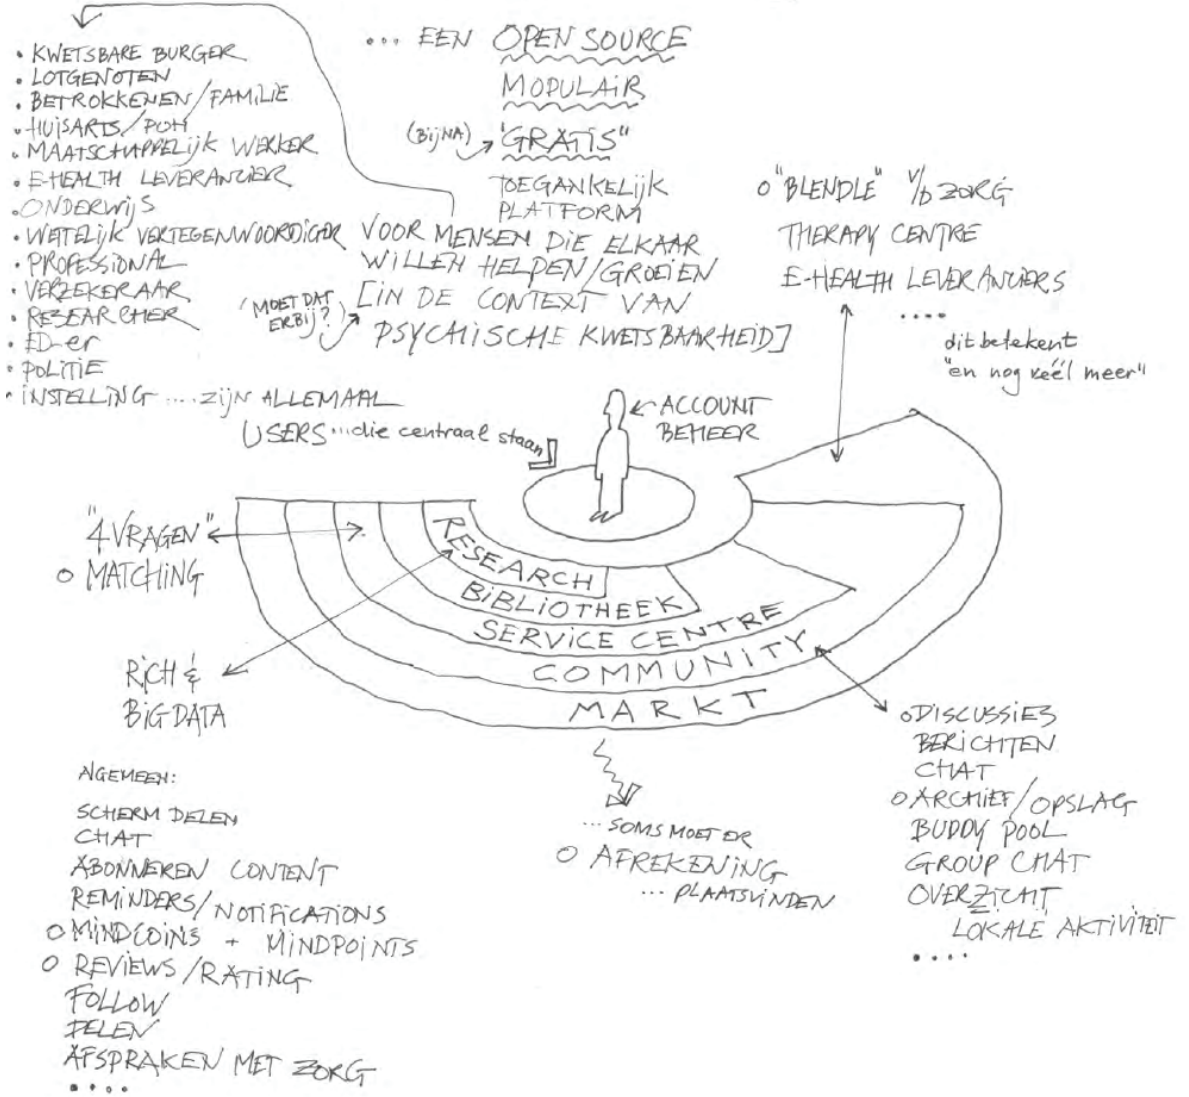 • KWETSBARE BURGER
• LOTGENOTEN
• BETROKKENEN/FAMILIE
• HUISARTS/POH
• MAATSCHAPPELIJK WERKER
• E-HEALTH LEVERANCIER
• ONDERWIJS
• WETTELIJK VERTEGENWOORDIGER
• PROFESSIONAL
• VERZEKERAAR
• RESEARCHER
• ED-er
• POLITIE
• INSTELLING .... ZIJN ALLEMAAL
USERS ... die centraal staan
... EEN OPEN SOURCE
MODULAIR
(BIJNA) "GRATIS"
TOEGANKELIJK
PLATFORM
VOOR MENSEN DIE ELKAAR
WILLEN HELPEN/GROEIEN
[IN DE CONTEXT VAN
PSYCHISCHE KWETSBAARHEID]
(MOET DAT
ERBIJ?)
O "BLENDLE" v/d ZORG
THERAPY CENTRE
E-HEALTH LEVERANCIERS
....
dit betekent
"en nog véél meer"
ACCOUNT
BEHEER
"4 VRAGEN"
O MATCHING
RICH &
BIG DATA
RESEARCH
BIBLIOTHEEK
SERVICE CENTRE
COMMUNITY
MARKT
O DISCUSSIES
BERICHTEN
CHAT
O ARCHIEF/OPSLAG
BUDDY POOL
GROUP CHAT
OVERZICHT
LOKALE AKTIVITEIT
....
... SOMS MOET ER
O AFREKENING
... PLAATSVINDEN
ALGEMEEN:
SCHERM DELEN
CHAT
ABONNEREN CONTENT
REMINDERS/NOTIFICATIONS
O MINDCOINS + MINDPOINTS
O REVIEWS/RATING
FOLLOW
DELEN
AFSPRAKEN MET ZORG
....